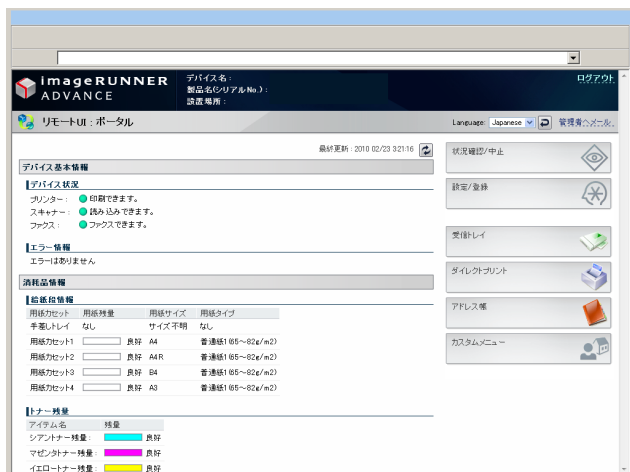 imageRUNNER
ADVANCE
デバイス名 :
製品名(シリアルNo.) :
設置場所 :
ログアウト
リモートUI : ポータル
Language: Japanese
管理者へメール
最終更新 : 2010 02/23 3:21:16
デバイス基本情報
デバイス状況
プリンター : 印刷できます。
スキャナー : 読み込みできます。
ファクス : ファクスできます。
エラー情報
エラーはありません
消耗品情報
給紙段情報
用紙カセット 用紙残量 用紙サイズ 用紙タイプ
手差しトレイ なし サイズ不明 なし
用紙カセット1 良好 A4 普通紙1(65～82g/m2)
用紙カセット2 良好 A4R 普通紙1(65～82g/m2)
用紙カセット3 良好 B4 普通紙1(65～82g/m2)
用紙カセット4 良好 A3 普通紙1(65～82g/m2)
トナー残量
アイテム名 残量
シアントナー残量 : 良好
マゼンタトナー残量 : 良好
イエロートナー残量 : 良好
状況確認/中止
設定/登録
受信トレイ
ダイレクトプリント
アドレス帳
カスタムメニュー